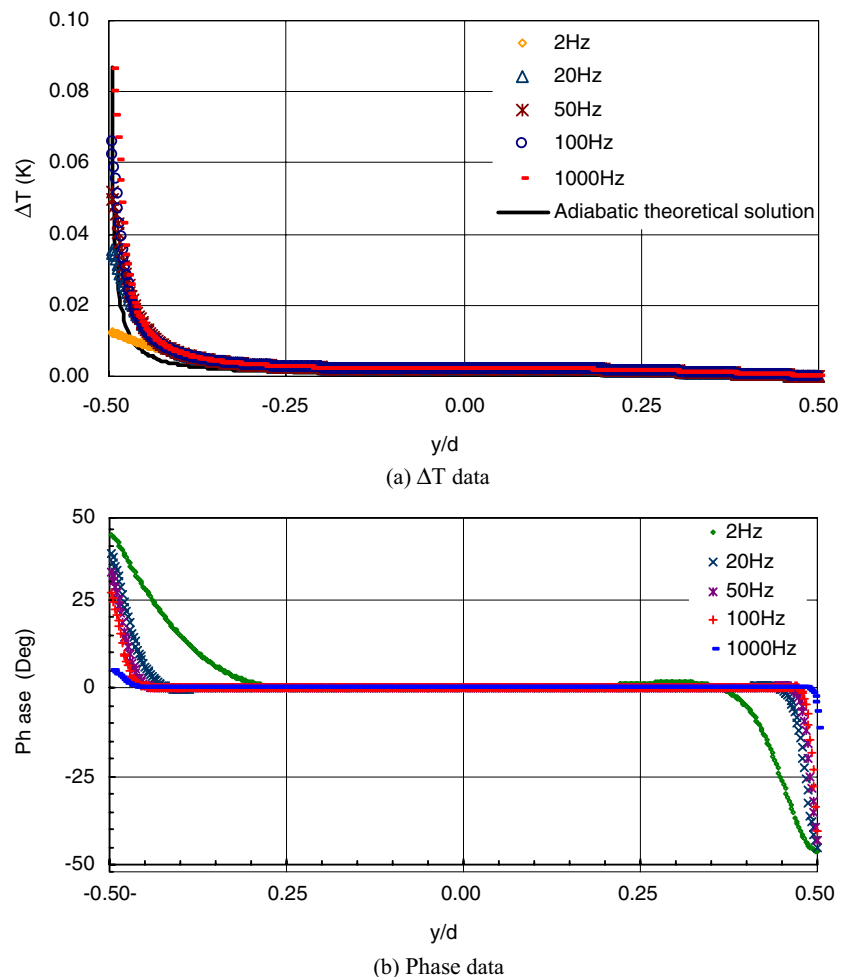 0.10
0.08
0.06
0.04
0.02
0.00
ΔT (K)
2Hz
20Hz
50Hz
100Hz
1000Hz
Adiabatic theoretical solution
-0.50 -0.25 0.00 0.25 0.50
y/d
(a) ΔT data
50
25
0
-25
-50
Ph ase (Deg)
2Hz
20Hz
50Hz
100Hz
1000Hz
-0.50- 0.25 0.00 0.25 0.50
y/d
(b) Phase data